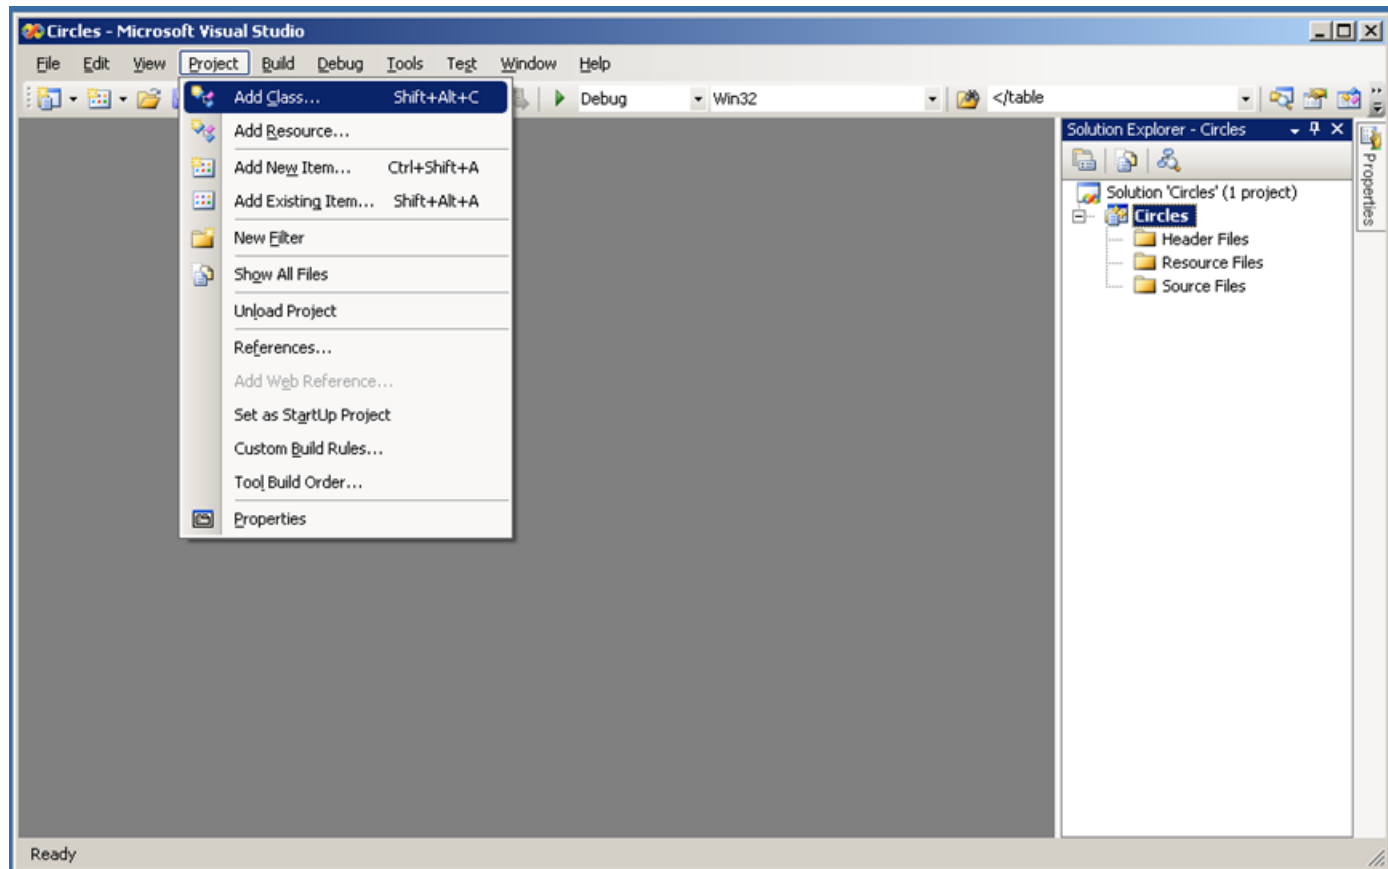 Circles - Microsoft Visual Studio
File Edit View Project Build Debug Tools Test Window Help
Debug Win32 </table
Add Class... Shift+Alt+C
Add Resource...
Add New Item... Ctrl+Shift+A
Add Existing Item... Shift+Alt+A
New Filter
Show All Files
Unload Project
References...
Add Web Reference...
Set as StartUp Project
Custom Build Rules...
Tool Build Order...
Properties
Solution Explorer - Circles
Solution 'Circles' (1 project)
Circles
Header Files
Resource Files
Source Files
Properties
Ready